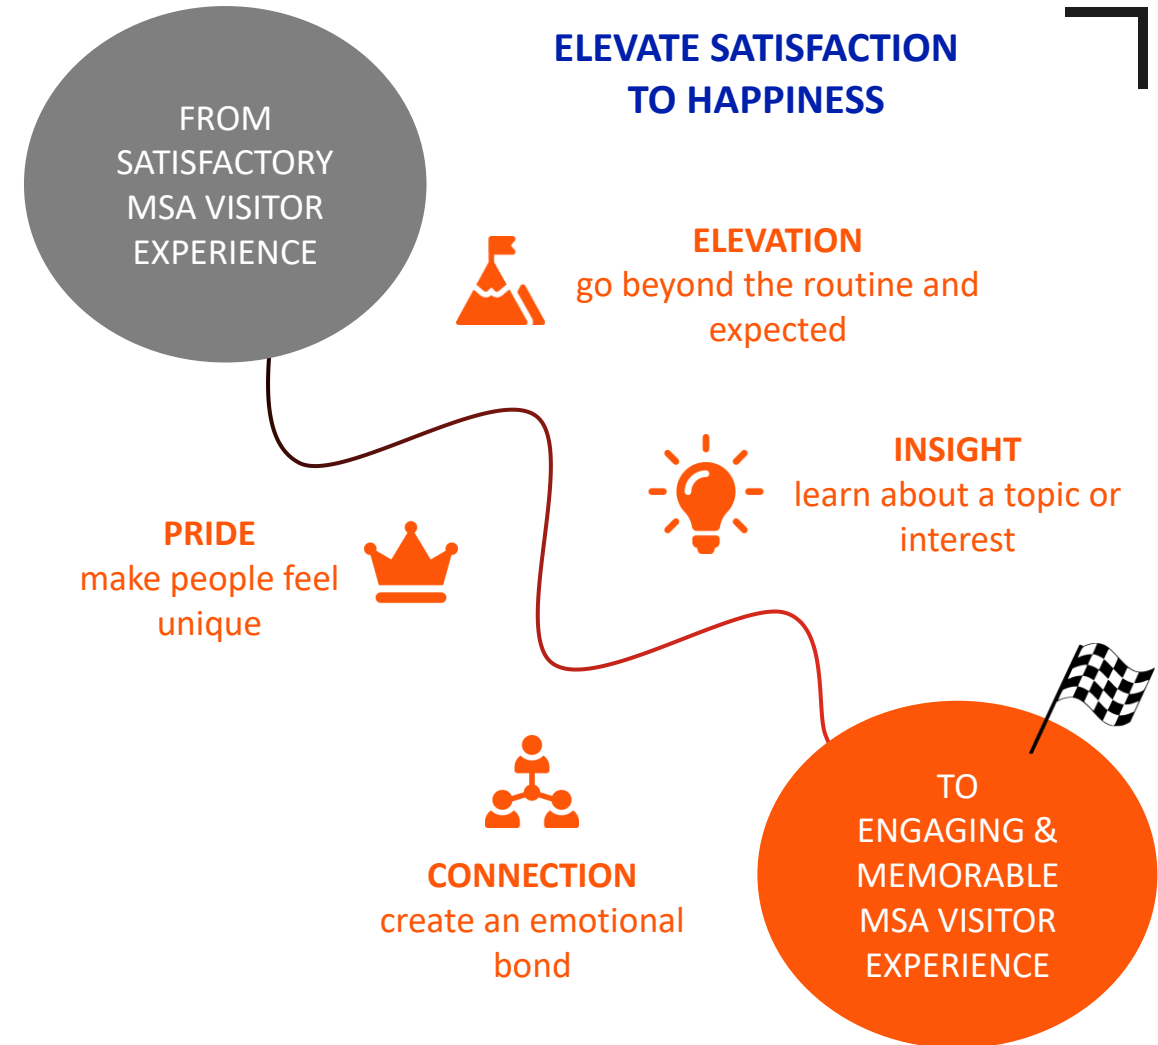 ELEVATE SATISFACTION
TO HAPPINESS
FROM
SATISFACTORY
MSA VISITOR
EXPERIENCE
ELEVATION
go beyond the routine and
expected
INSIGHT
learn about a topic or
interest
PRIDE
make people feel
unique
CONNECTION
create an emotional
bond
TO
ENGAGING &
MEMORABLE
MSA VISITOR
EXPERIENCE